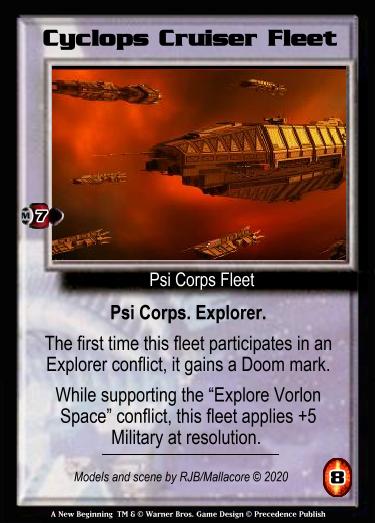 Cyclops Cruiser Fleet
M 7
Psi Corps Fleet
Psi Corps. Explorer.
The first time this fleet participates in an
Explorer conflict, it gains a Doom mark.
While supporting the “Explore Vorlon
Space” conflict, this fleet applies +5
Military at resolution.
Models and scene by RJB/Mallacore © 2020
8
A New Beginning TM & © Warner Bros. Game Design © Precedence Publish